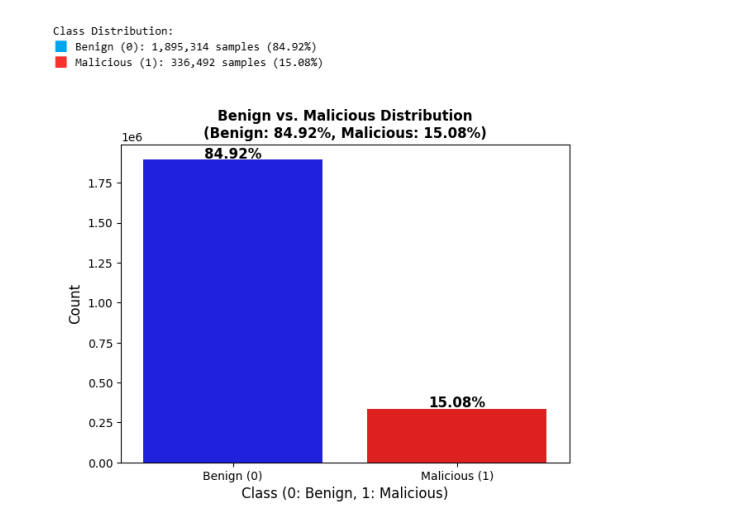 Class Distribution:
Benign (0): 1,895,314 samples (84.92%)
Malicious (1): 336,492 samples (15.08%)
Benign vs. Malicious Distribution
(Benign: 84.92%, Malicious: 15.08%)
1e6
84.92%
1.75
1.50
1.25
1.00
0.75
0.50
0.25
0.00
Count
15.08%
Benign (0)
Malicious (1)
Class (0: Benign, 1: Malicious)